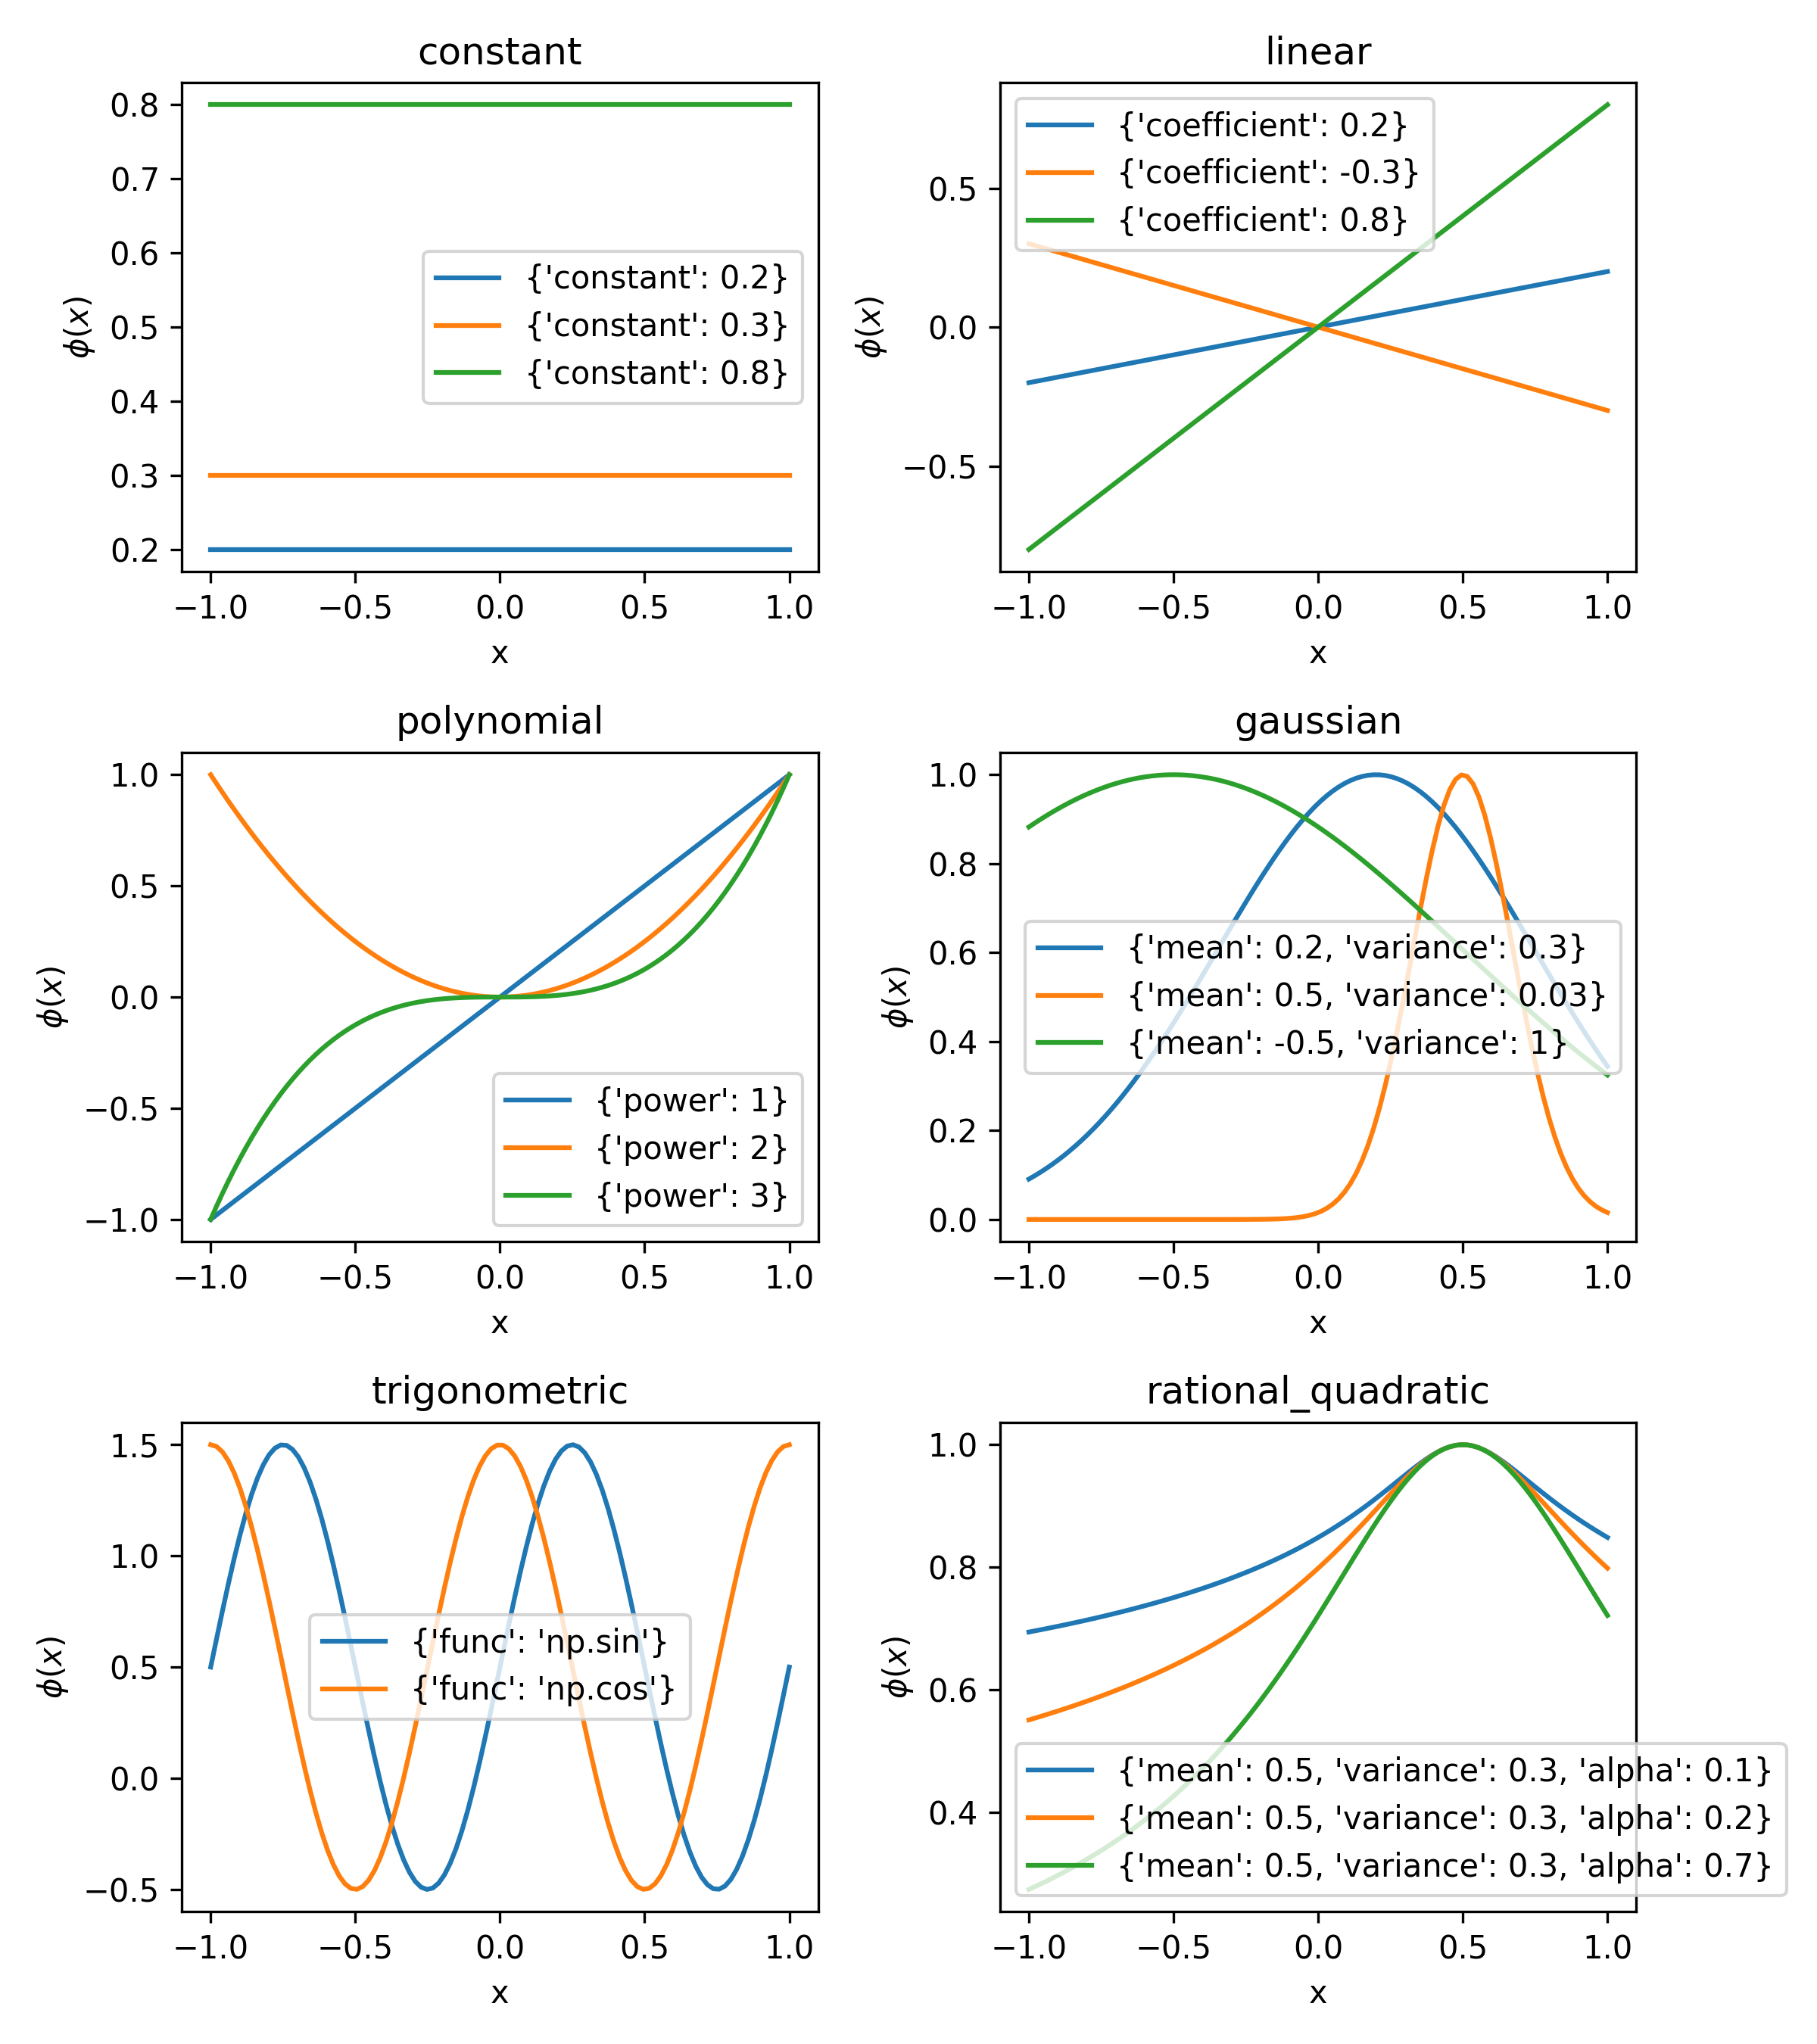 constant
0.8
0.7
0.6
0.5
0.4
0.3
0.2
ϕ(x)
{'constant': 0.2}
{'constant': 0.3}
{'constant': 0.8}
−1.0 −0.5 0.0 0.5 1.0
x
linear
0.5
0.0
−0.5
ϕ(x)
{'coefficient': 0.2}
{'coefficient': -0.3}
{'coefficient': 0.8}
−1.0 −0.5 0.0 0.5 1.0
x
polynomial
1.0
0.5
0.0
−0.5
−1.0
ϕ(x)
{'power': 1}
{'power': 2}
{'power': 3}
−1.0 −0.5 0.0 0.5 1.0
x
gaussian
1.0
0.8
0.6
0.4
0.2
0.0
ϕ(x)
{'mean': 0.2, 'variance': 0.3}
{'mean': 0.5, 'variance': 0.03}
{'mean': -0.5, 'variance': 1}
−1.0 −0.5 0.0 0.5 1.0
x
trigonometric
1.5
1.0
0.5
0.0
−0.5
ϕ(x)
{'func': 'np.sin'}
{'func': 'np.cos'}
−1.0 −0.5 0.0 0.5 1.0
x
rational_quadratic
1.0
0.8
0.6
0.4
ϕ(x)
{'mean': 0.5, 'variance': 0.3, 'alpha': 0.1}
{'mean': 0.5, 'variance': 0.3, 'alpha': 0.2}
{'mean': 0.5, 'variance': 0.3, 'alpha': 0.7}
−1.0 −0.5 0.0 0.5 1.0
x